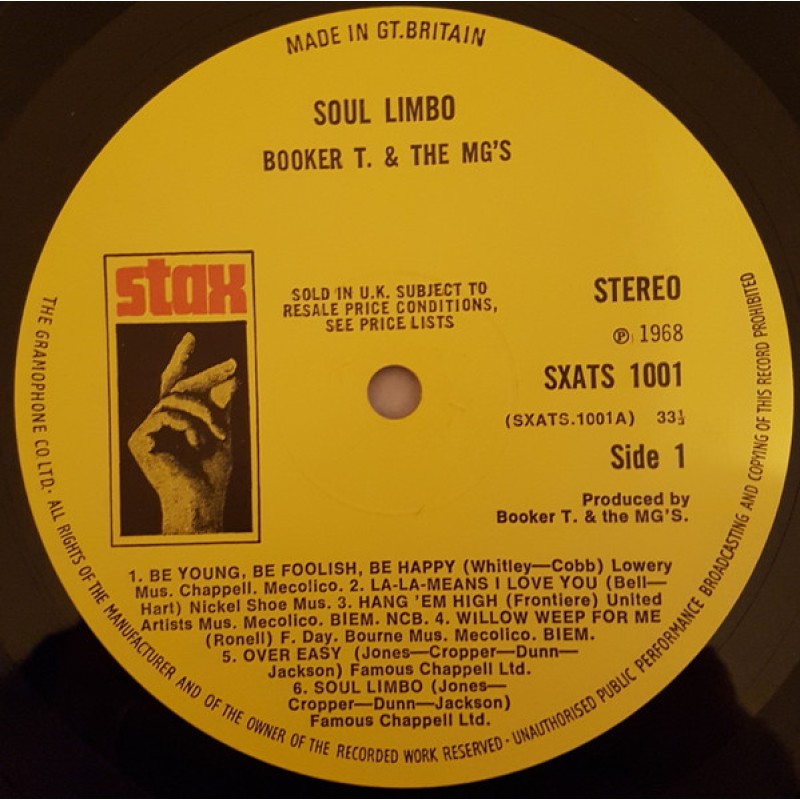 MADE IN GT.BRITAIN
SOUL LIMBO
BOOKER T. & THE MG'S
stax
SOLD IN U.K. SUBJECT TO
RESALE PRICE CONDITIONS,
SEE PRICE LISTS
STEREO
Ⓟ 1968
SXATS 1001
(SXATS.1001A) 33⅓
Side 1
Produced by
Booker T. & the MG'S.
1. BE YOUNG, BE FOOLISH, BE HAPPY (Whitley—Cobb) Lowery
Mus. Chappell. Mecolico. 2. LA-LA-MEANS I LOVE YOU (Bell—
Hart) Nickel Shoe Mus. 3. HANG 'EM HIGH (Frontiere) United
Artists Mus. Mecolico. BIEM. NCB. 4. WILLOW WEEP FOR ME
(Ronell) F. Day. Bourne Mus. Mecolico. BIEM.
5. OVER EASY (Jones—Cropper—Dunn—
Jackson) Famous Chappell Ltd.
6. SOUL LIMBO (Jones—
Cropper—Dunn—Jackson)
Famous Chappell Ltd.
THE GRAMOPHONE CO. LTD. · ALL RIGHTS OF THE MANUFACTURER AND OF THE OWNER OF THE RECORDED WORK RESERVED · UNAUTHORISED PUBLIC PERFORMANCE BROADCASTING AND COPYING OF THIS RECORD PROHIBITED